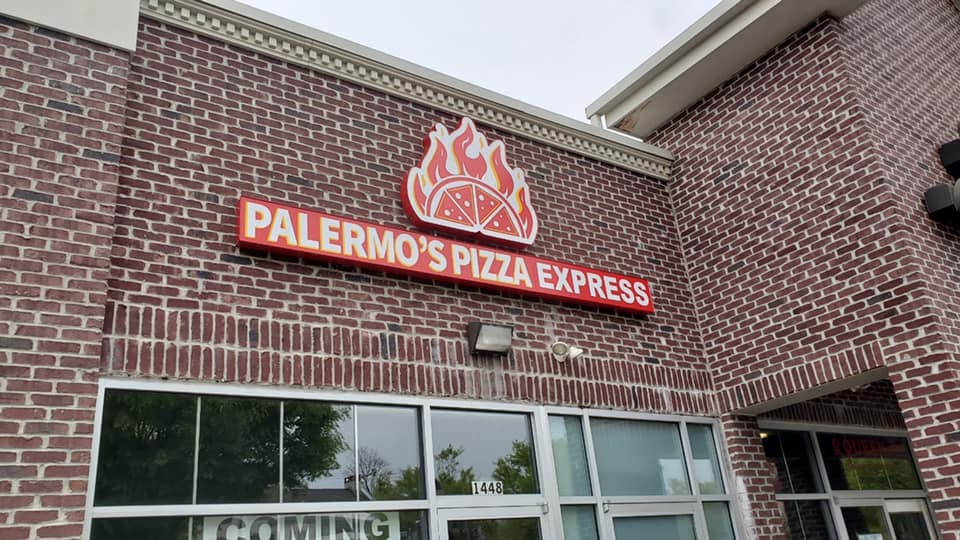 PALERMO'S PIZZA EXPRESS
1448
COMING